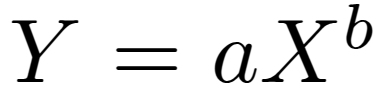 Y = aX^b